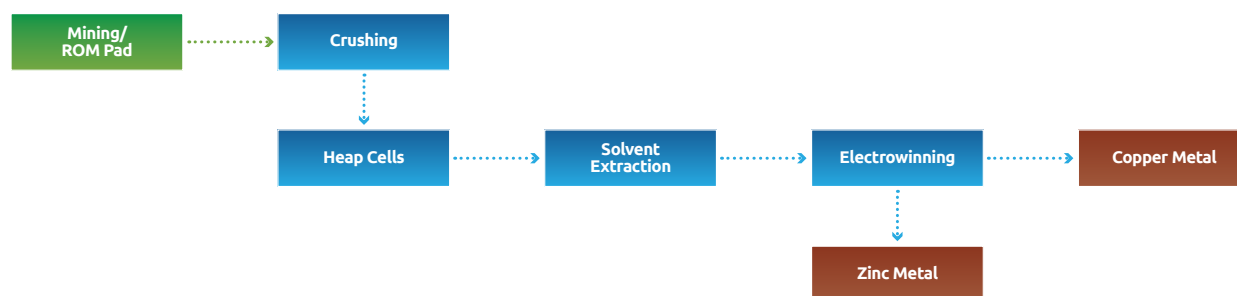 Mining/
ROM Pad
Crushing
Heap Cells
Solvent
Extraction
Electrowinning
Copper Metal
Zinc Metal